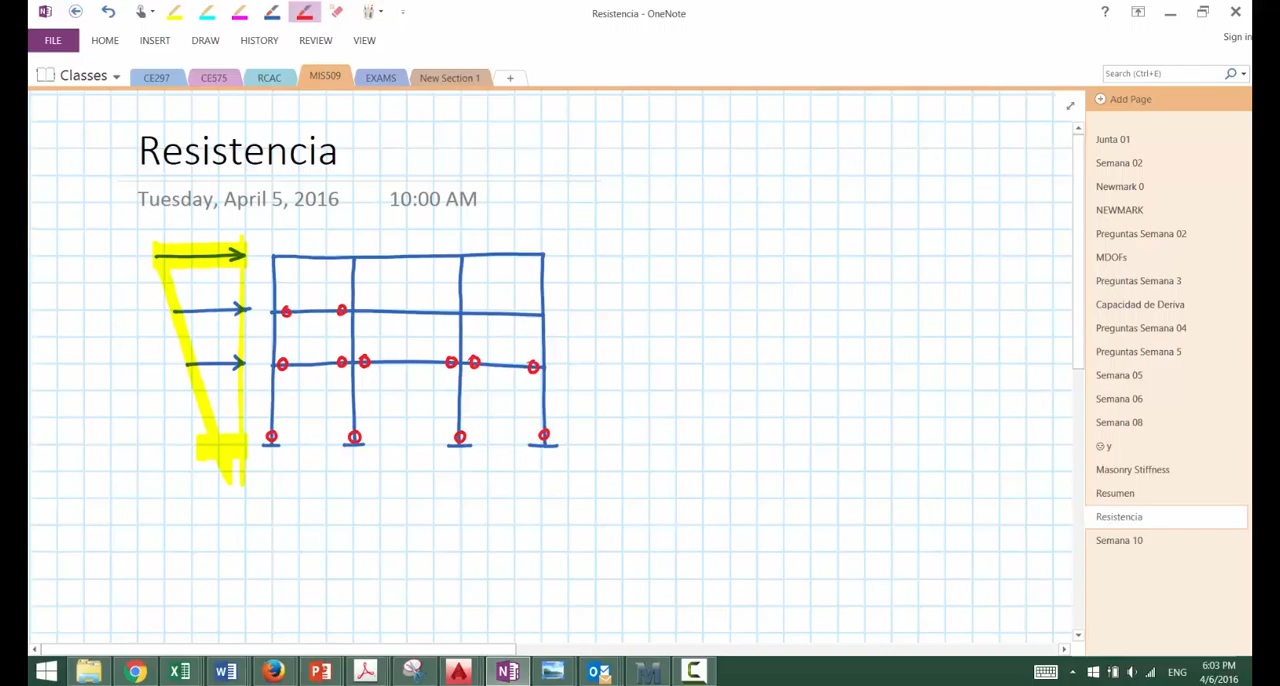 Resistencia - OneNote
?
FILE
HOME
INSERT
DRAW
HISTORY
REVIEW
VIEW
Sign in
Classes
CE297
CE575
RCAC
MIS509
EXAMS
New Section 1
+
Search (Ctrl+E)
Add Page
Resistencia
Tuesday, April 5, 2016 10:00 AM
Junta 01
Semana 02
Newmark 0
NEWMARK
Preguntas Semana 02
MDOFs
Preguntas Semana 3
Capacidad de Deriva
Preguntas Semana 04
Preguntas Semana 5
Semana 05
Semana 06
Semana 08
☹ y
Masonry Stiffness
Resumen
Resistencia
Semana 10
ENG
6:03 PM
4/6/2016